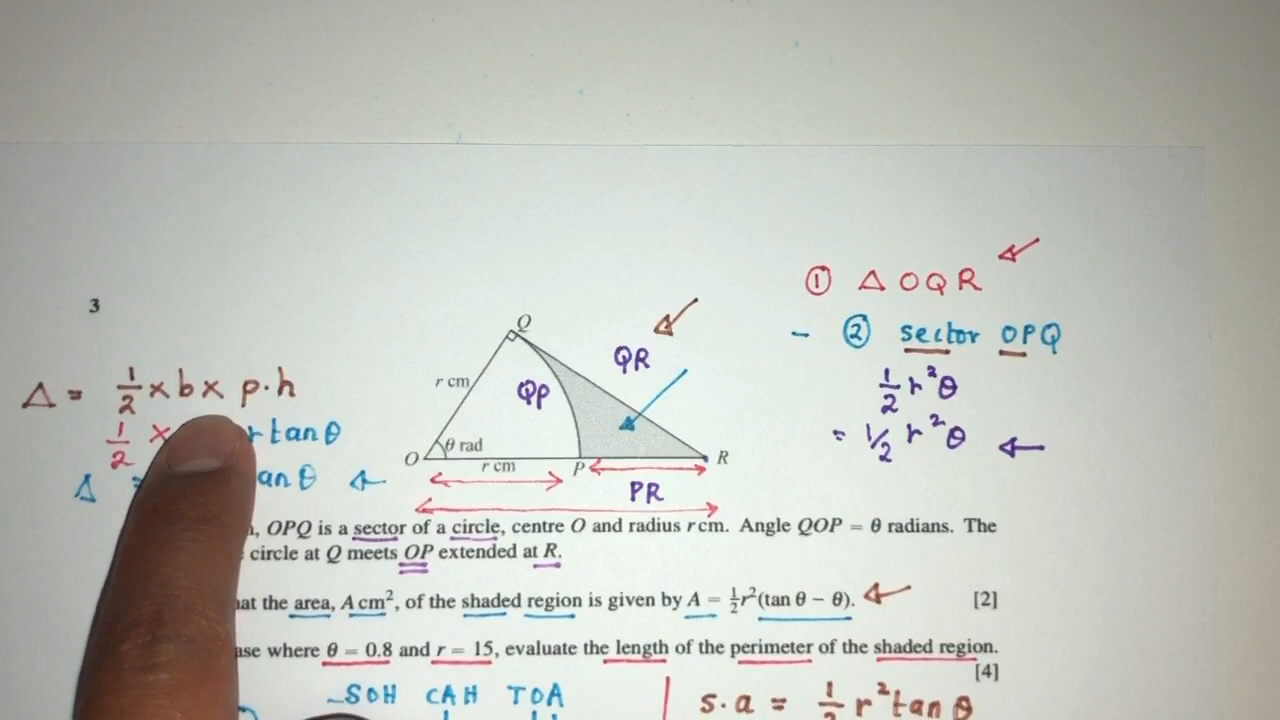 ① Δ OQR
3
Q
QR
- ② sector OPQ
r cm
QP
½ r²θ
Δ = ½ × b × p.h
½ × r tan θ
θ rad
= ½ r²θ
O
r cm
P
R
Δ = an θ
PR
, OPQ is a sector of a circle, centre O and radius r cm. Angle QOP = θ radians. The
circle at Q meets OP extended at R.
at the area, A cm², of the shaded region is given by A = ½r²(tan θ − θ). [2]
ase where θ = 0.8 and r = 15, evaluate the length of the perimeter of the shaded region.
[4]
SOH CAH TOA
s.a = ½ r² tan θ